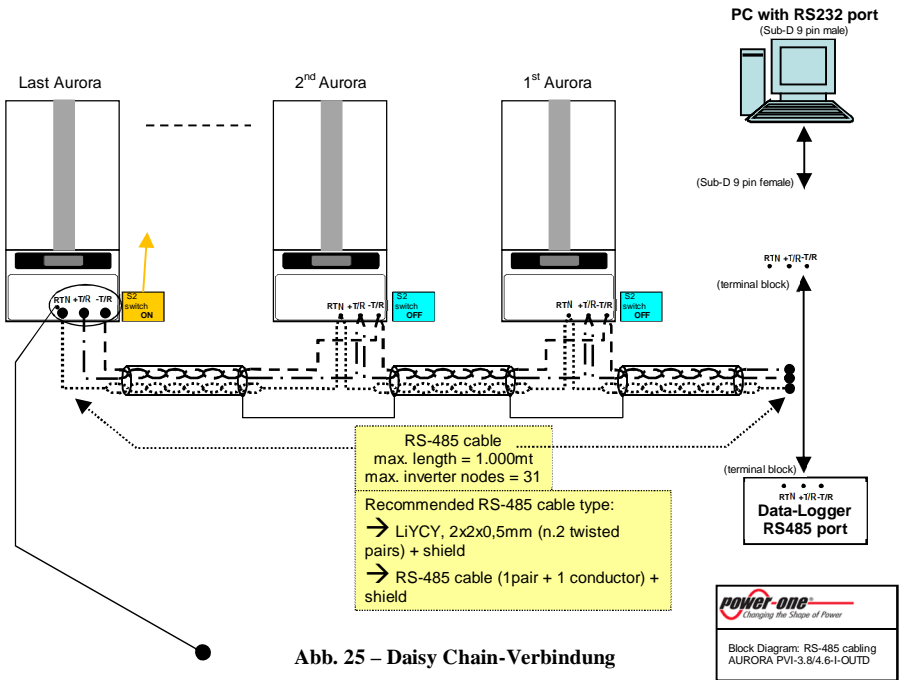 PC with RS232 port
(Sub-D 9 pin male)
Last Aurora
2nd Aurora
1st Aurora
(Sub-D 9 pin female)
RTN +T/R-T/R
(terminal block)
RTN +T/R -T/R
S2
switch
ON
RTN +T/R-T/R
S2
switch
OFF
RTN +T/R-T/R
S2
switch
OFF
RS-485 cable
max. length = 1.000mt
max. inverter nodes = 31
Recommended RS-485 cable type:
→ LiYCY, 2x2x0,5mm (n.2 twisted
pairs) + shield
→ RS-485 cable (1pair + 1 conductor) +
shield
(terminal block)
RTN +T/R-T/R
Data-Logger
RS485 port
power-one®
Changing the Shape of Power
Block Diagram: RS-485 cabling
AURORA PVI-3.8/4.6-I-OUTD
Abb. 25 – Daisy Chain-Verbindung